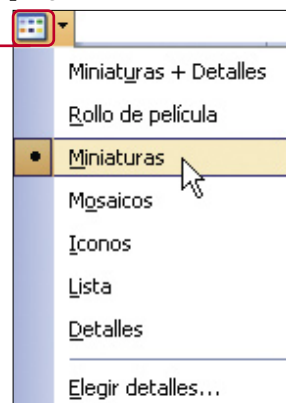 Miniaturas + Detalles
Rollo de película
Miniaturas
Mosaicos
Iconos
Lista
Detalles
Elegir detalles...